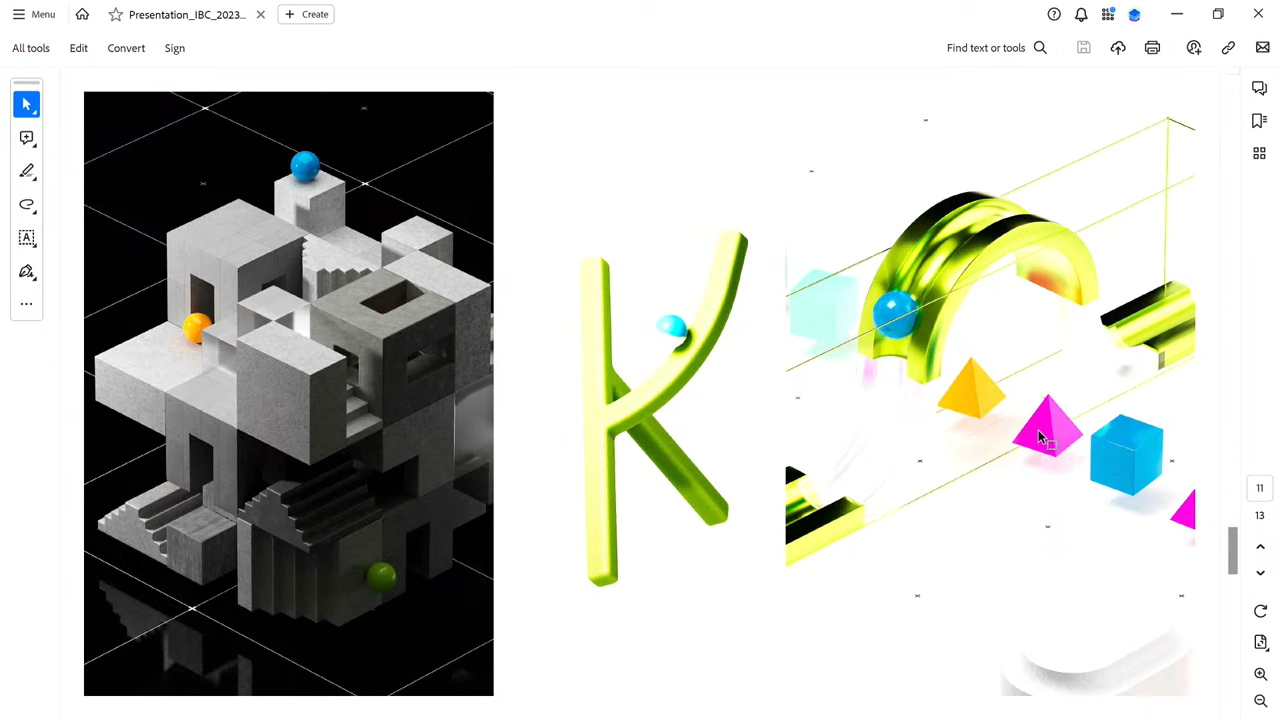 Menu
Presentation_IBC_2023...
Create
All tools
Edit
Convert
Sign
Find text or tools
A
K
11
13